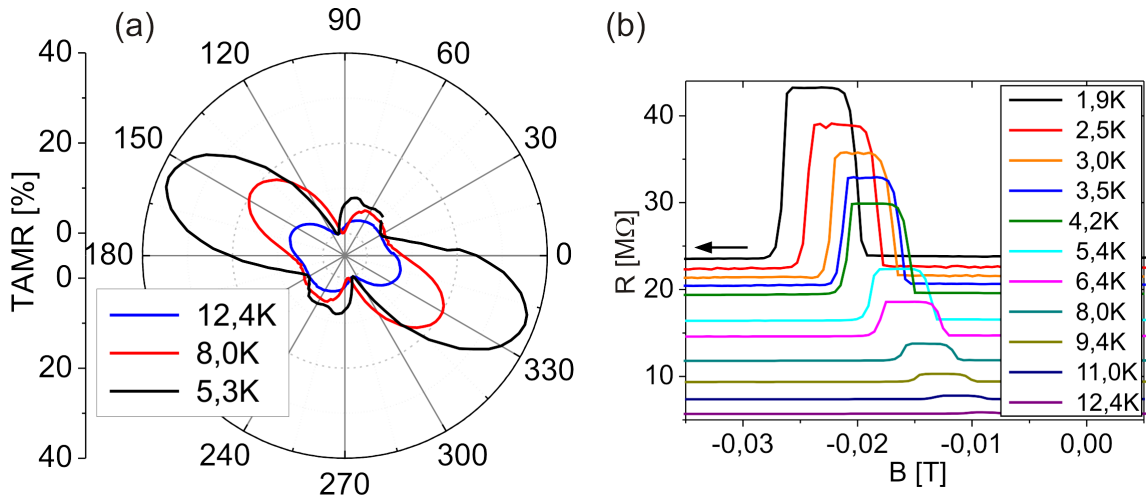 (a)
90
60
30
0
330
300
270
240
180
150
120
TAMR [%]
40
20
0
0
20
40
12,4K
8,0K
5,3K
(b)
R [MΩ]
40
30
20
10
-0,03
-0,02
-0,01
0,00
B [T]
1,9K
2,5K
3,0K
3,5K
4,2K
5,4K
6,4K
8,0K
9,4K
11,0K
12,4K